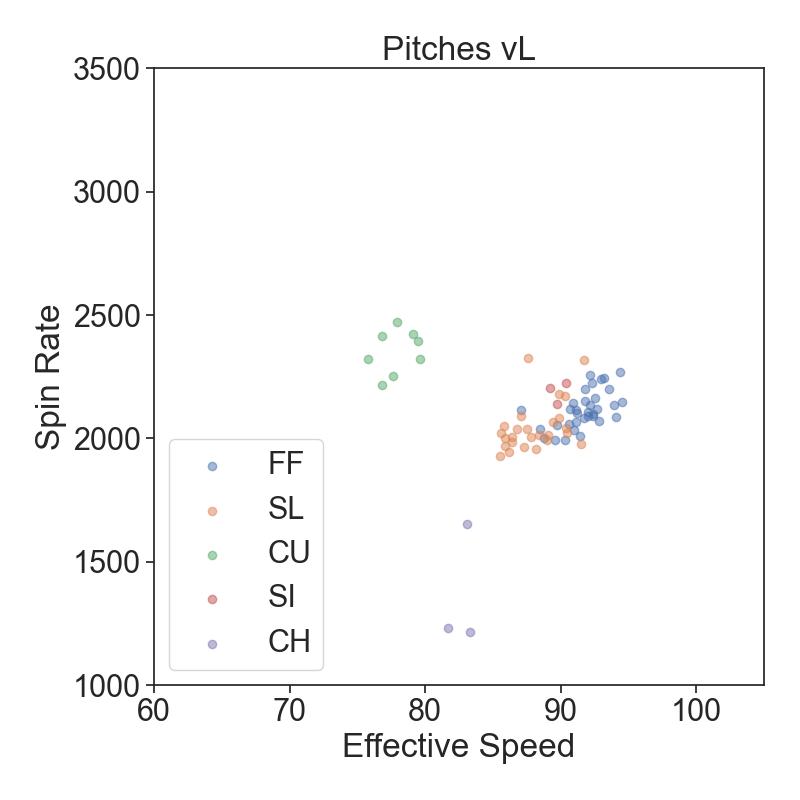 Pitches vL
3500
3000
2500
2000
1500
1000
Spin Rate
FF
SL
CU
SI
CH
60 70 80 90 100
Effective Speed